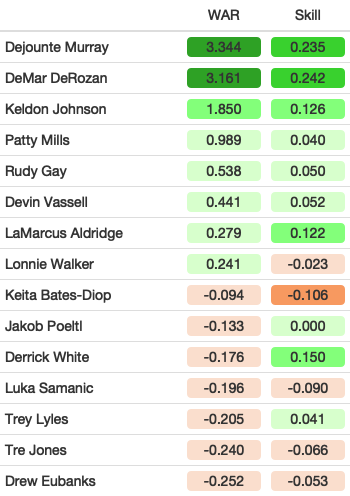 WAR Skill
Dejounte Murray 3.344 0.235
DeMar DeRozan 3.161 0.242
Keldon Johnson 1.850 0.126
Patty Mills 0.989 0.040
Rudy Gay 0.538 0.050
Devin Vassell 0.441 0.052
LaMarcus Aldridge 0.279 0.122
Lonnie Walker 0.241 -0.023
Keita Bates-Diop -0.094 -0.106
Jakob Poeltl -0.133 0.000
Derrick White -0.176 0.150
Luka Samanic -0.196 -0.090
Trey Lyles -0.205 0.041
Tre Jones -0.240 -0.066
Drew Eubanks -0.252 -0.053